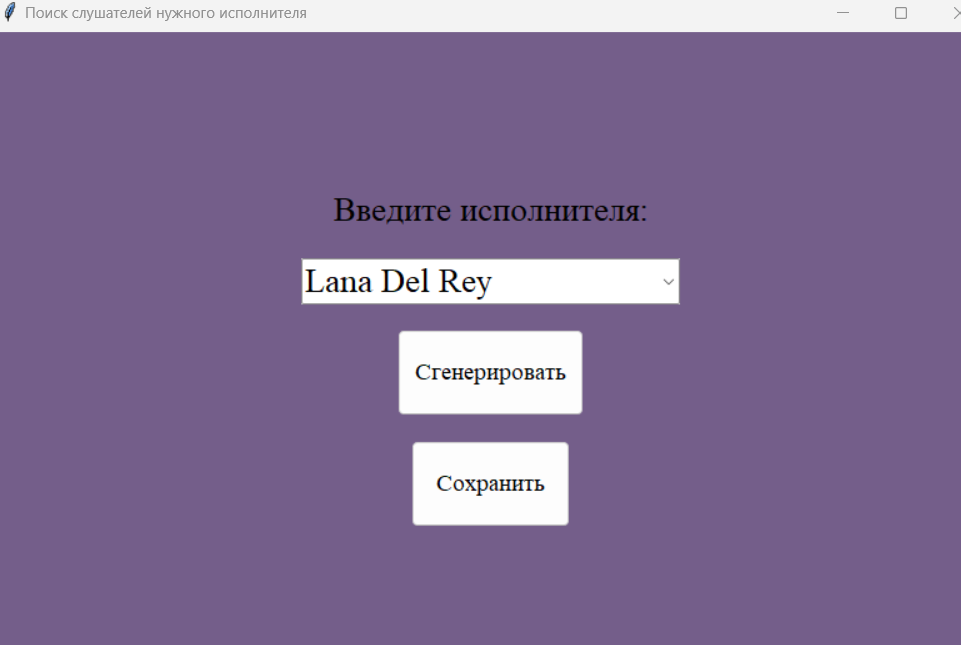 Поиск слушателей нужного исполнителя
Введите исполнителя:
Lana Del Rey
Сгенерировать
Сохранить